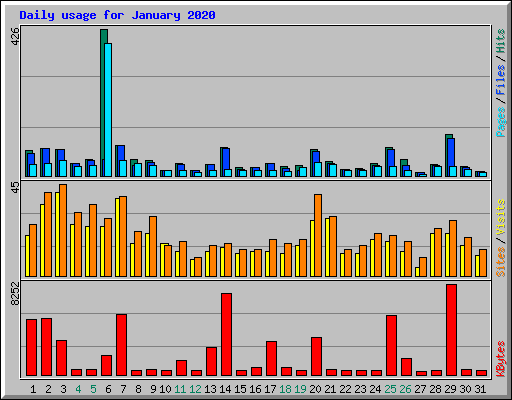 Daily usage for January 2020
426
Pages / Files / Hits
45
Sites / Visits
8252
KBytes
1 2 3 4 5 6 7 8 9 10 11 12 13 14 15 16 17 18 19 20 21 22 23 24 25 26 27 28 29 30 31